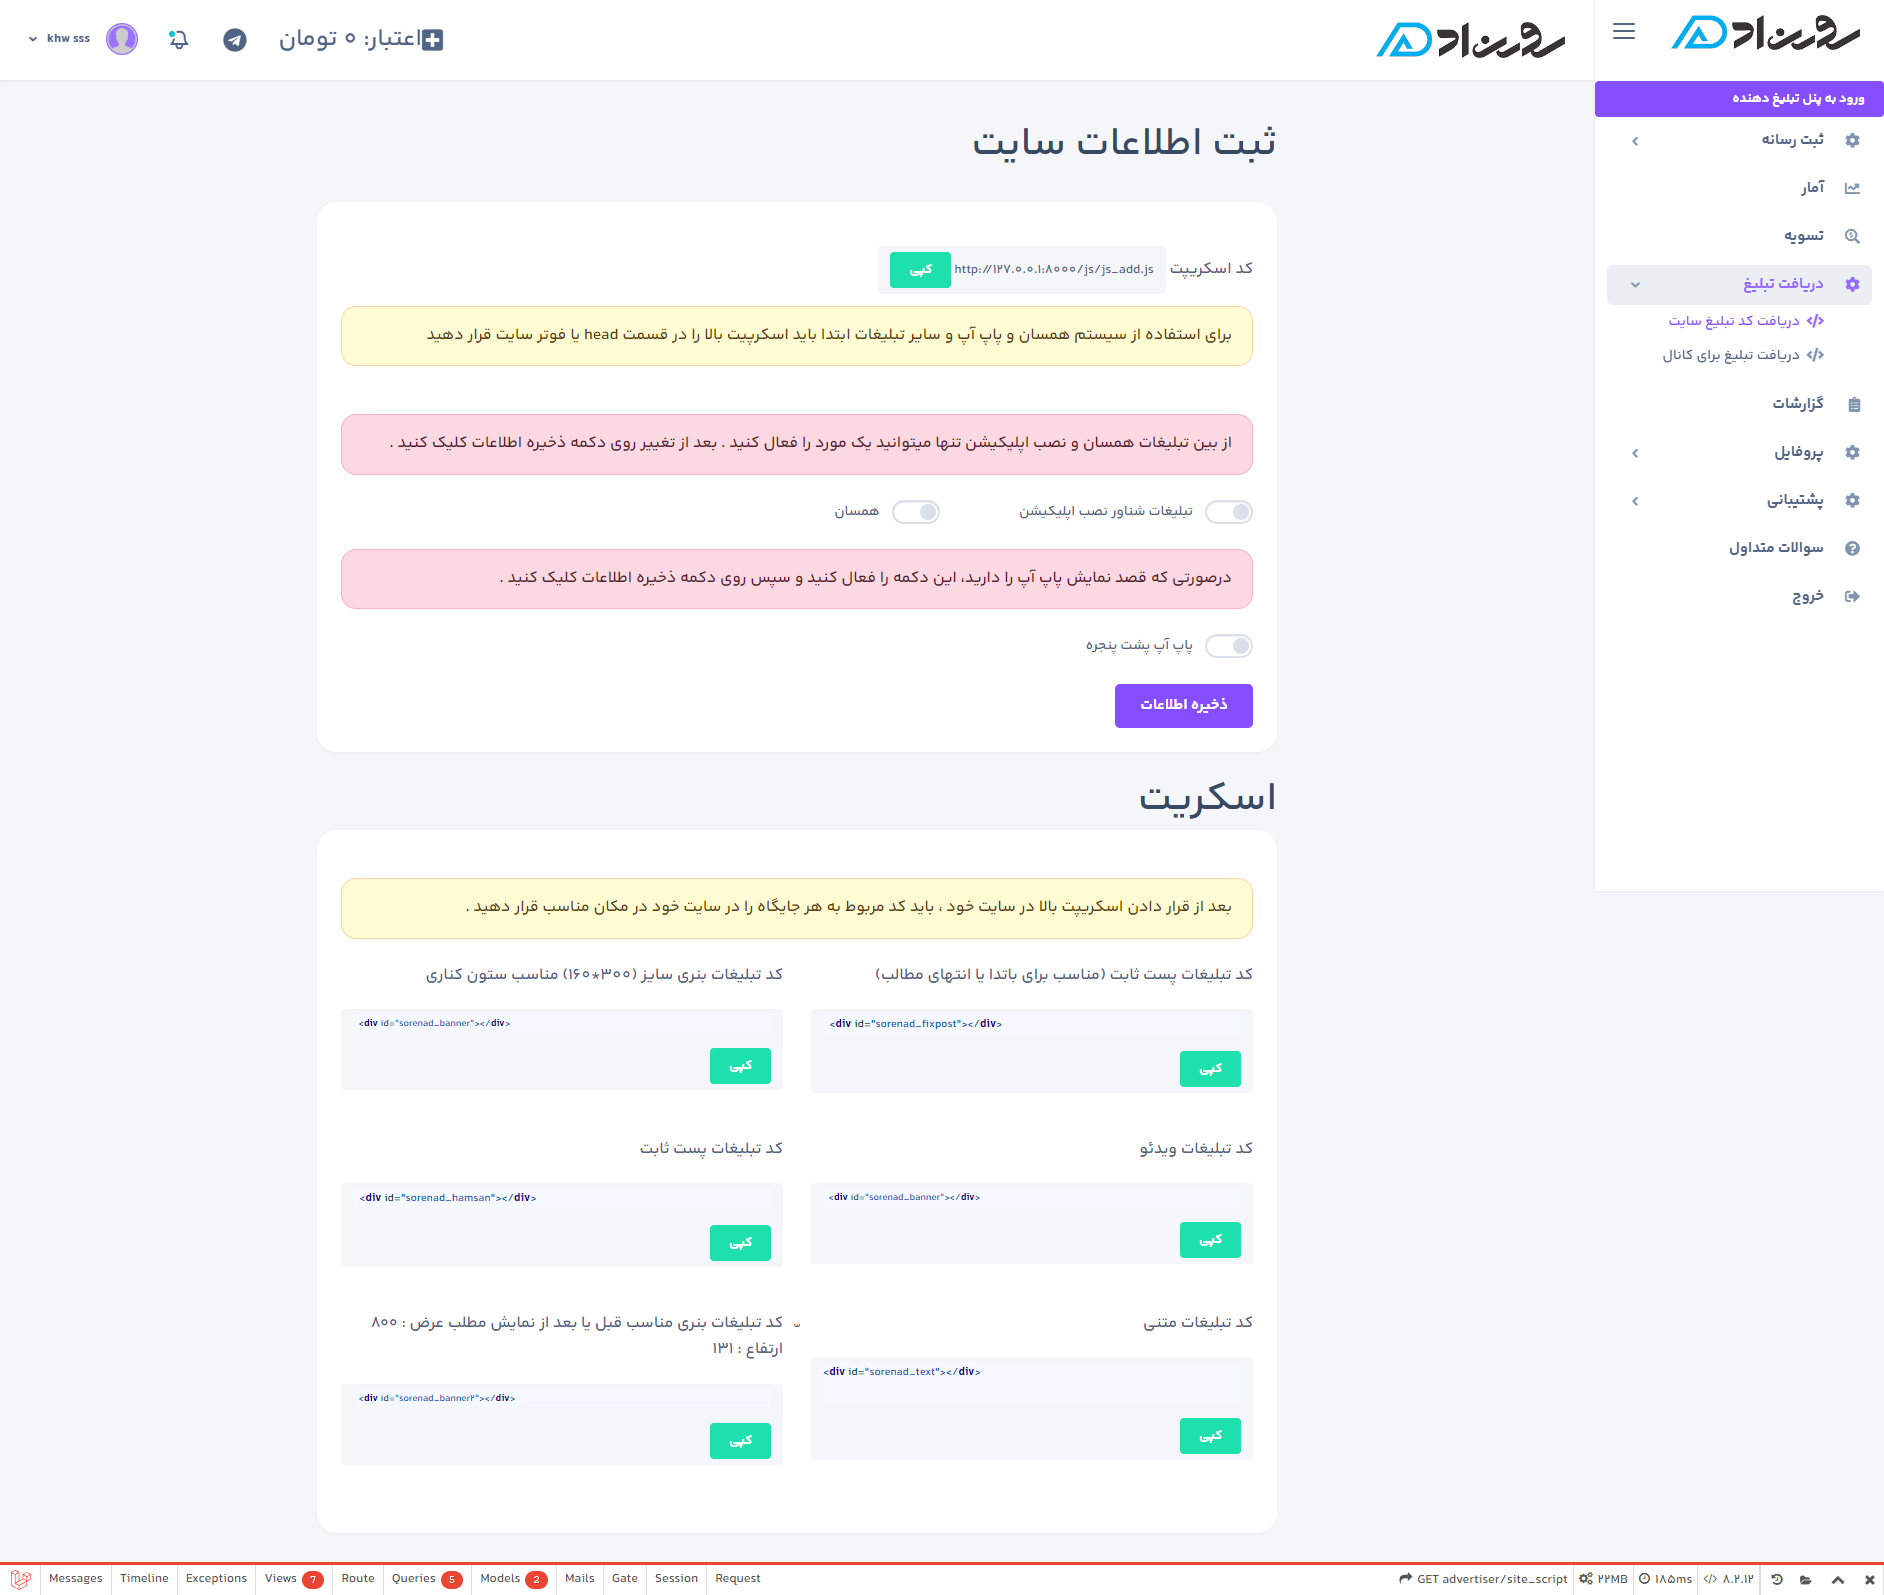 سورن‌اد
سورن‌اد
اعتبار: ۰ تومان
khw sss
ورود به پنل تبلیغ دهنده
ثبت رسانه
آمار
تسویه
دریافت تبلیغ
دریافت کد تبلیغ سایت
دریافت تبلیغ برای کانال
گزارشات
پروفایل
پشتیبانی
سوالات متداول
خروج
ثبت اطلاعات سایت
کد اسکریپت http://۱۲۷.۰.۰.۱:۸۰۰۰/js/js_add.js کپی
برای استفاده از سیستم همسان و پاپ آپ و سایر تبلیغات ابتدا باید اسکریپت بالا را در قسمت head یا فوتر سایت قرار دهید
از بین تبلیغات همسان و نصب اپلیکیشن تنها میتوانید یک مورد را فعال کنید . بعد از تغییر روی دکمه ذخیره اطلاعات کلیک کنید .
تبلیغات شناور نصب اپلیکیشن
همسان
درصورتی که قصد نمایش پاپ آپ را دارید، این دکمه را فعال کنید و سپس روی دکمه ذخیره اطلاعات کلیک کنید .
پاپ آپ پشت پنجره
ذخیره اطلاعات
اسکریت
بعد از قرار دادن اسکریپت بالا در سایت خود ، باید کد مربوط به هر جایگاه را در سایت خود در مکان مناسب قرار دهید .
کد تبلیغات پست ثابت (مناسب برای باتدا یا انتهای مطالب)
<div id="sorenad_fixpost"></div>
کپی
کد تبلیغات بنری سایز (۳۰۰*۱۶۰) مناسب ستون کناری
<div id="sorenad_banner"></div>
کپی
کد تبلیغات ویدئو
<div id="sorenad_banner"></div>
کپی
کد تبلیغات پست ثابت
<div id="sorenad_hamsan"></div>
کپی
کد تبلیغات متنی
<div id="sorenad_text"></div>
کپی
کد تبلیغات بنری مناسب قبل یا بعد از نمایش مطلب عرض : ۸۰۰
ارتفاع : ۱۳۱
<div id="sorenad_banner۲"></div>
کپی
Messages Timeline Exceptions Views 7 Route Queries 5 Models 2 Mails Gate Session Request
GET advertiser/site_script ۲۲MB ۱۸۵ms ۸.۲.۱۲